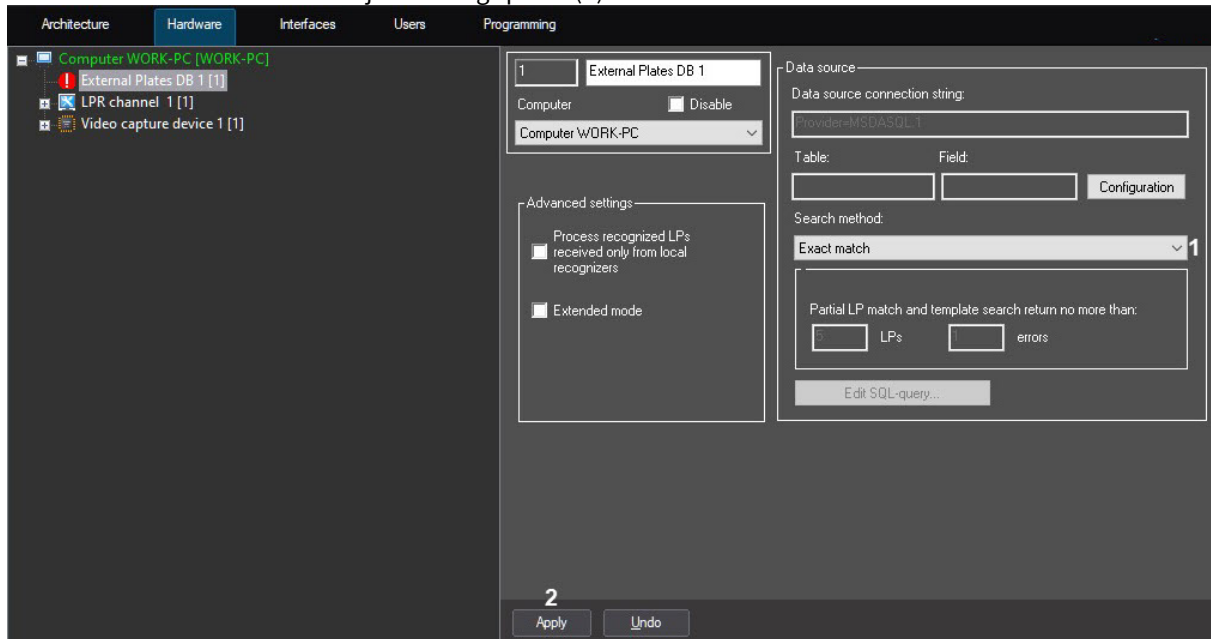 Architecture Hardware Interfaces Users Programming
Computer WORK-PC [WORK-PC]
External Plates DB 1 [1]
LPR channel 1 [1]
Video capture device 1 [1]
1 External Plates DB 1
Computer Disable
Computer WORK-PC
Advanced settings
Process recognized LPs
received only from local
recognizers
Extended mode
Data source
Data source connection string:
Provider=MSDASQL.1
Table: Field:
Configuration
Search method:
Exact match 1
Partial LP match and template search return no more than:
5 LPs 1 errors
Edit SQL-query...
2
Apply Undo